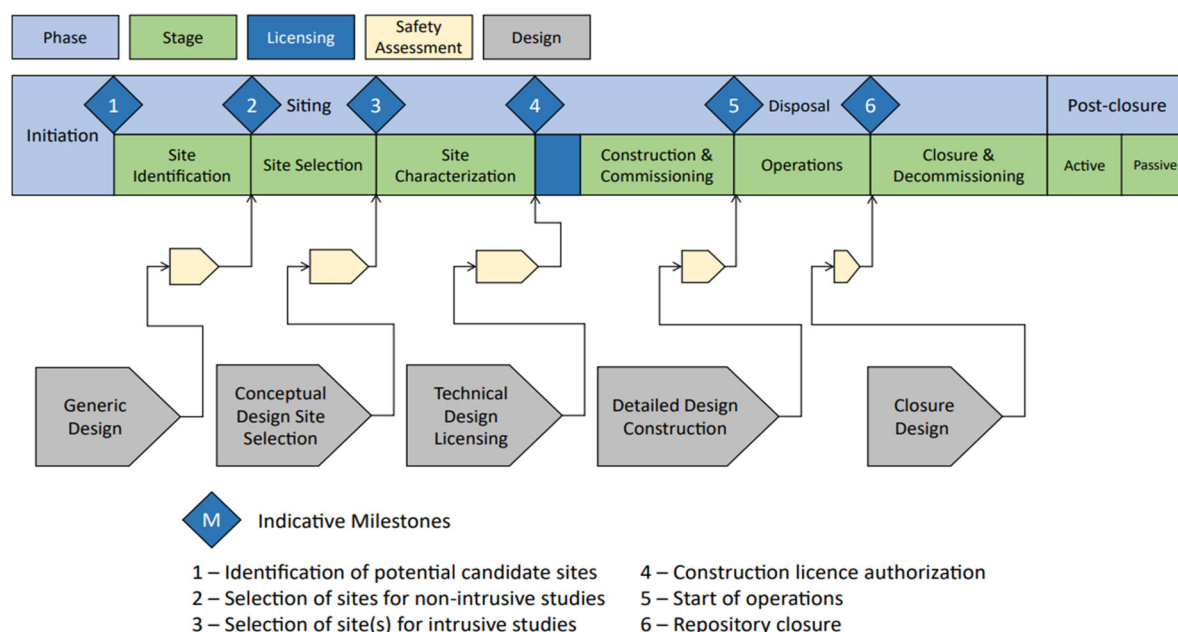 Phase
Stage
Licensing
Safety
Assessment
Design
1
2
Siting
3
4
5
Disposal
6
Post-closure
Initiation
Site
Identification
Site Selection
Site
Characterization
Construction &
Commissioning
Operations
Closure &
Decommissioning
Active
Passive
Generic
Design
Conceptual
Design Site
Selection
Technical
Design
Licensing
Detailed Design
Construction
Closure
Design
M
Indicative Milestones
1 – Identification of potential candidate sites
2 – Selection of sites for non-intrusive studies
3 – Selection of site(s) for intrusive studies
4 – Construction licence authorization
5 – Start of operations
6 – Repository closure